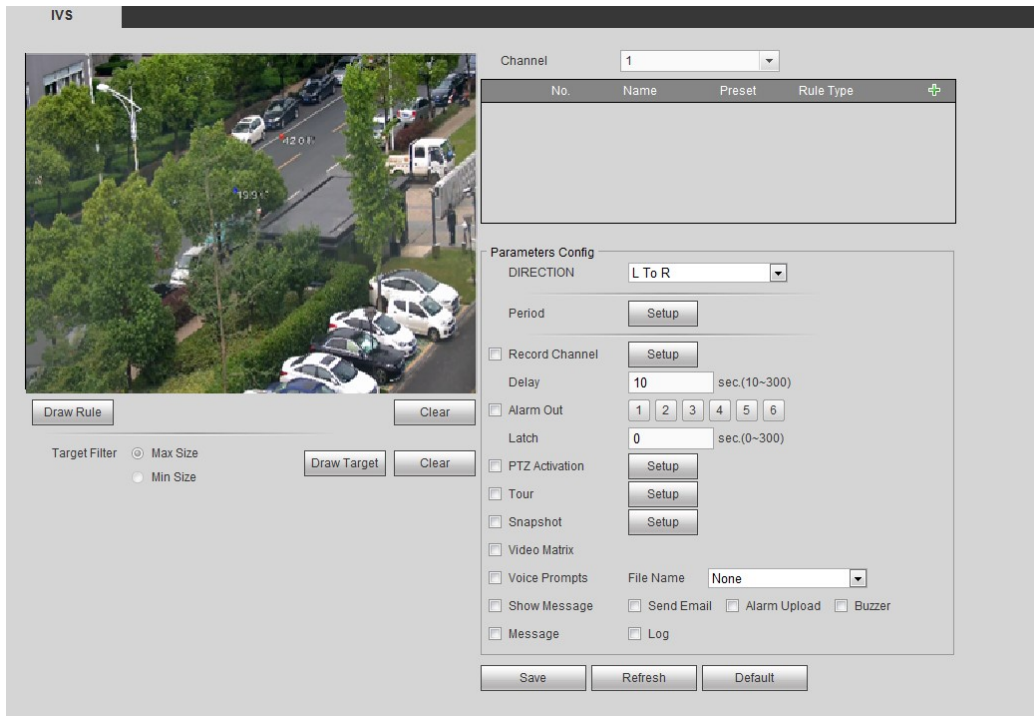 IVS
Channel 1
No. Name Preset Rule Type
Draw Rule Clear
Target Filter Max Size
Min Size
Draw Target Clear
Parameters Config
DIRECTION L To R
Period Setup
Record Channel Setup
Delay 10 sec.(10~300)
Alarm Out 1 2 3 4 5 6
Latch 0 sec.(0~300)
PTZ Activation Setup
Tour Setup
Snapshot Setup
Video Matrix
Voice Prompts File Name None
Show Message Send Email Alarm Upload Buzzer
Message Log
Save Refresh Default